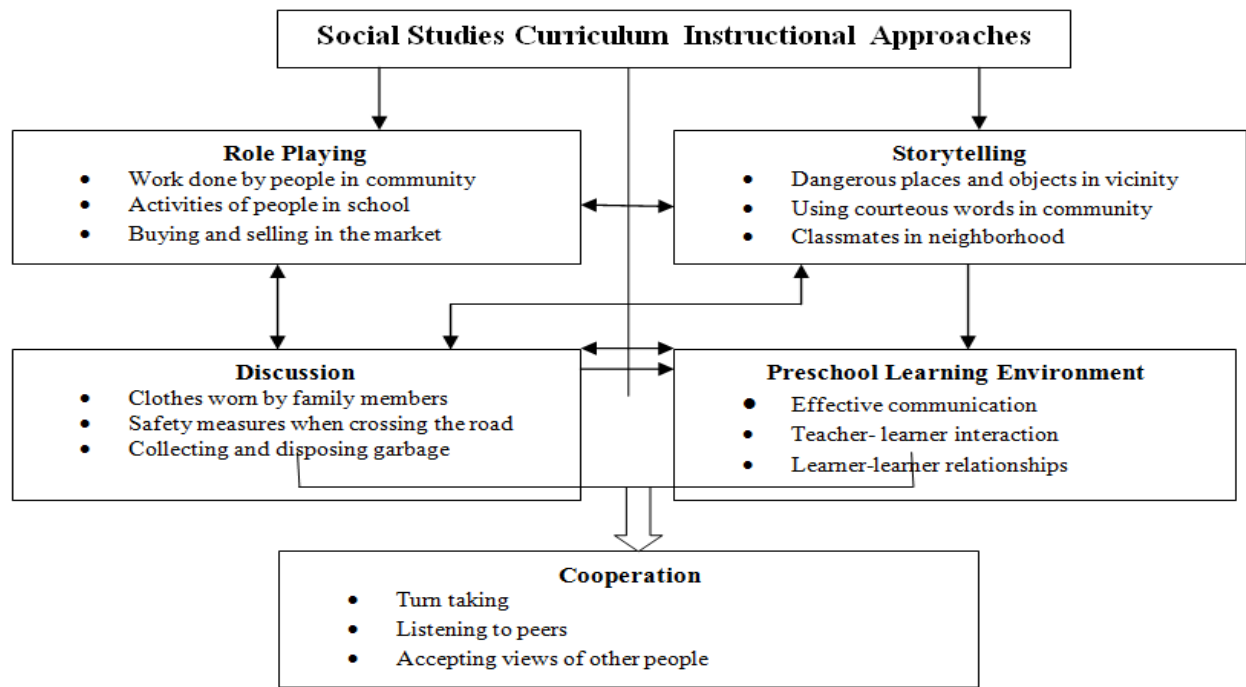 Social Studies Curriculum Instructional Approaches
Role Playing
• Work done by people in community
• Activities of people in school
• Buying and selling in the market
Storytelling
• Dangerous places and objects in vicinity
• Using courteous words in community
• Classmates in neighborhood
Discussion
• Clothes worn by family members
• Safety measures when crossing the road
• Collecting and disposing garbage
Preschool Learning Environment
• Effective communication
• Teacher- learner interaction
• Learner-learner relationships
Cooperation
• Turn taking
• Listening to peers
• Accepting views of other people